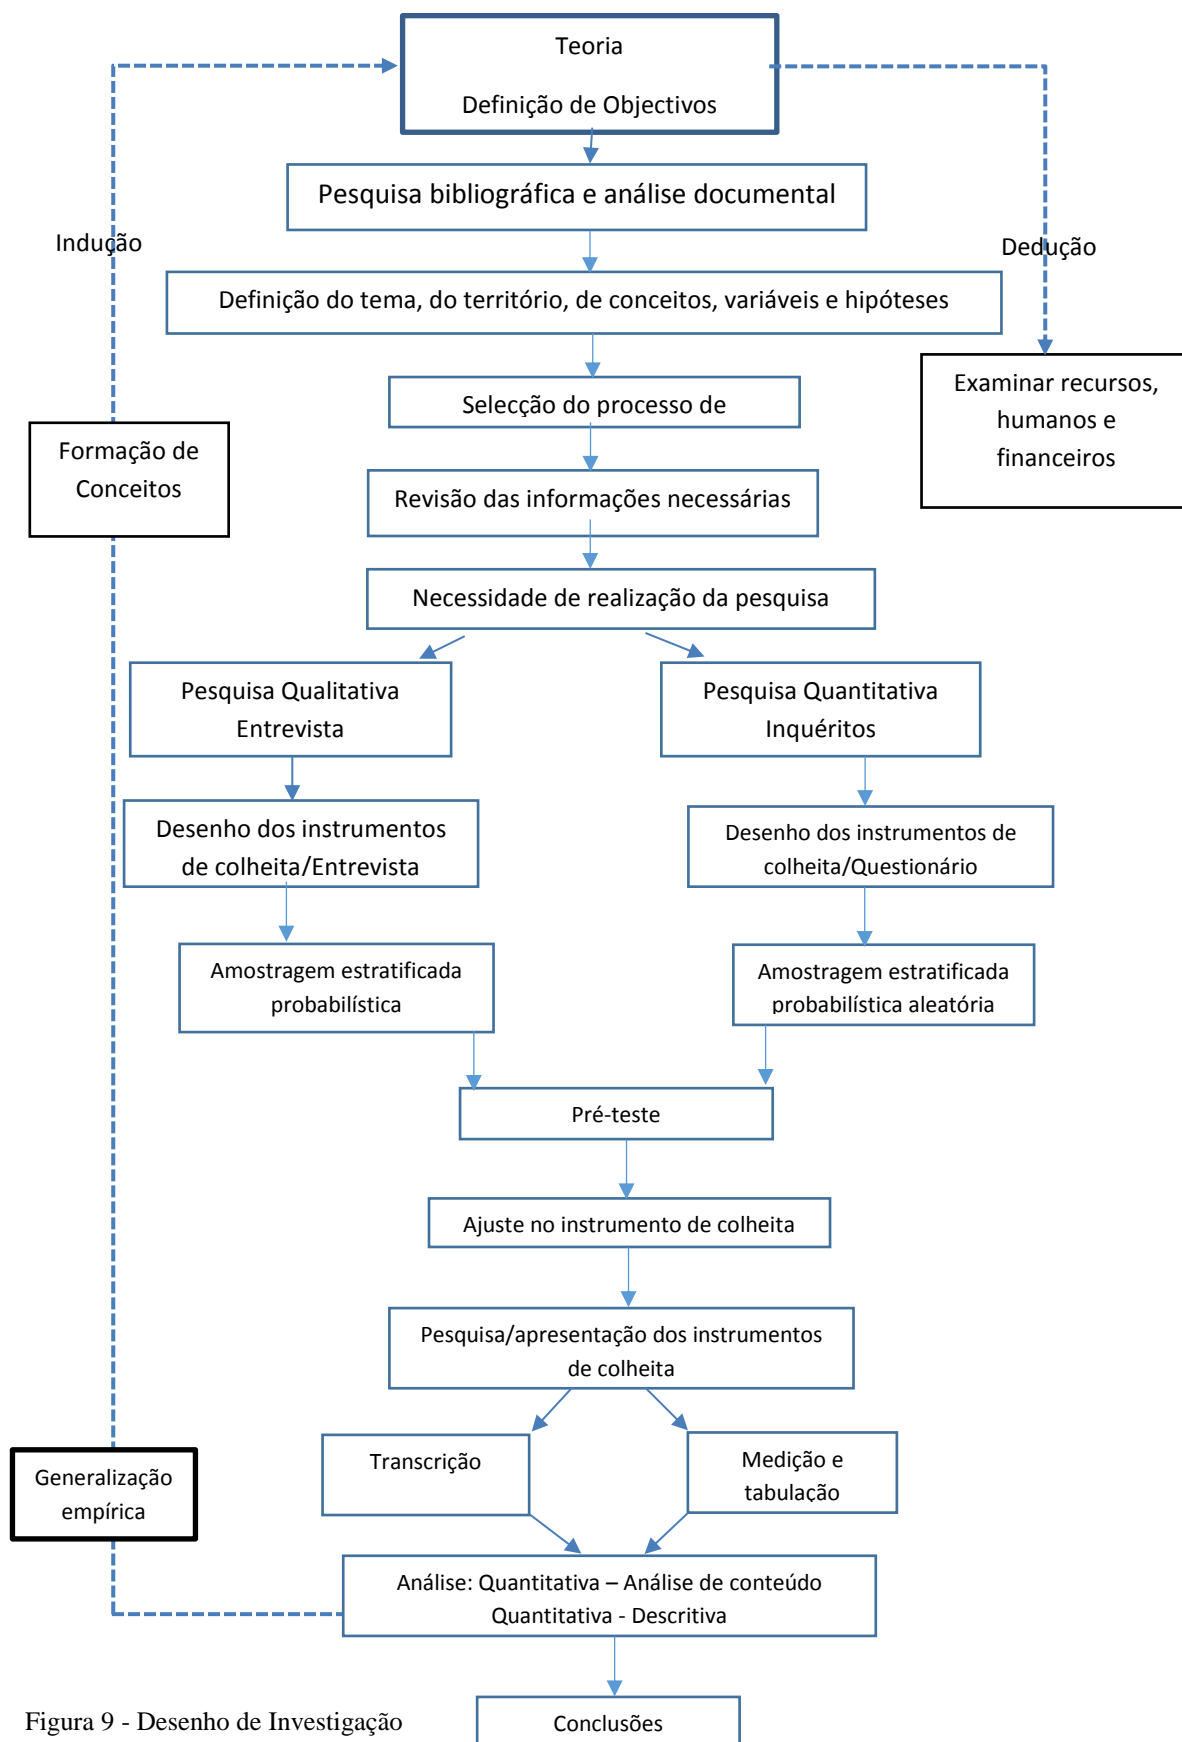 Teoria
Definição de Objectivos
Pesquisa bibliográfica e análise documental
Indução
Dedução
Definição do tema, do território, de conceitos, variáveis e hipóteses
Examinar recursos,
humanos e
financeiros
Selecção do processo de
Formação de
Conceitos
Revisão das informações necessárias
Necessidade de realização da pesquisa
Pesquisa Qualitativa
Entrevista
Pesquisa Quantitativa
Inquéritos
Desenho dos instrumentos
de colheita/Entrevista
Desenho dos instrumentos de
colheita/Questionário
Amostragem estratificada
probabilística
Amostragem estratificada
probabilística aleatória
Pré-teste
Ajuste no instrumento de colheita
Pesquisa/apresentação dos instrumentos
de colheita
Transcrição
Medição e
tabulação
Generalização
empírica
Análise: Quantitativa – Análise de conteúdo
Quantitativa - Descritiva
Conclusões
Figura 9 - Desenho de Investigação